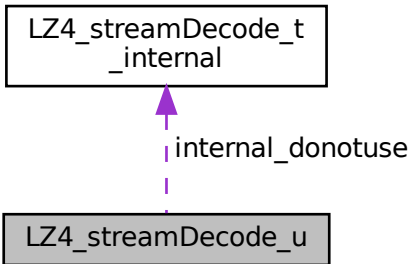 LZ4_streamDecode_t
_internal
internal_donotuse
LZ4_streamDecode_u